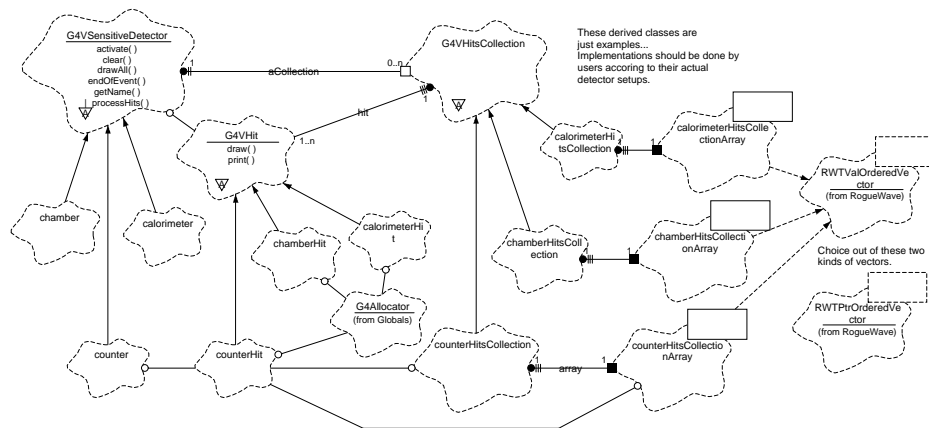 G4VSensitiveDetector
activate( )
clear( )
drawAll( )
endOfEvent( )
getName( )
processHits( )
A
1
aCollection
0..n
G4VHitsCollection
A
1
hit
1..n
G4VHit
draw( )
print( )
A
These derived classes are
just examples...
Implementations should be done by
users accoring to their actual
detector setups.
calorimeterHi
tsCollection
1
1
calorimeterHitsColle
ctionArray
RWTValOrderedVe
ctor
(from RogueWave)
chamber
calorimeter
chamberHit
calorimeterHi
t
chamberHitsColl
ection
1
1
chamberHitsCollecti
onArray
Choice out of these two
kinds of vectors.
G4Allocator
(from Globals)
RWTPtrOrderedVe
ctor
(from RogueWave)
counter
counterHit
counterHitsCollection
1
array
1
counterHitsCollectio
nArray